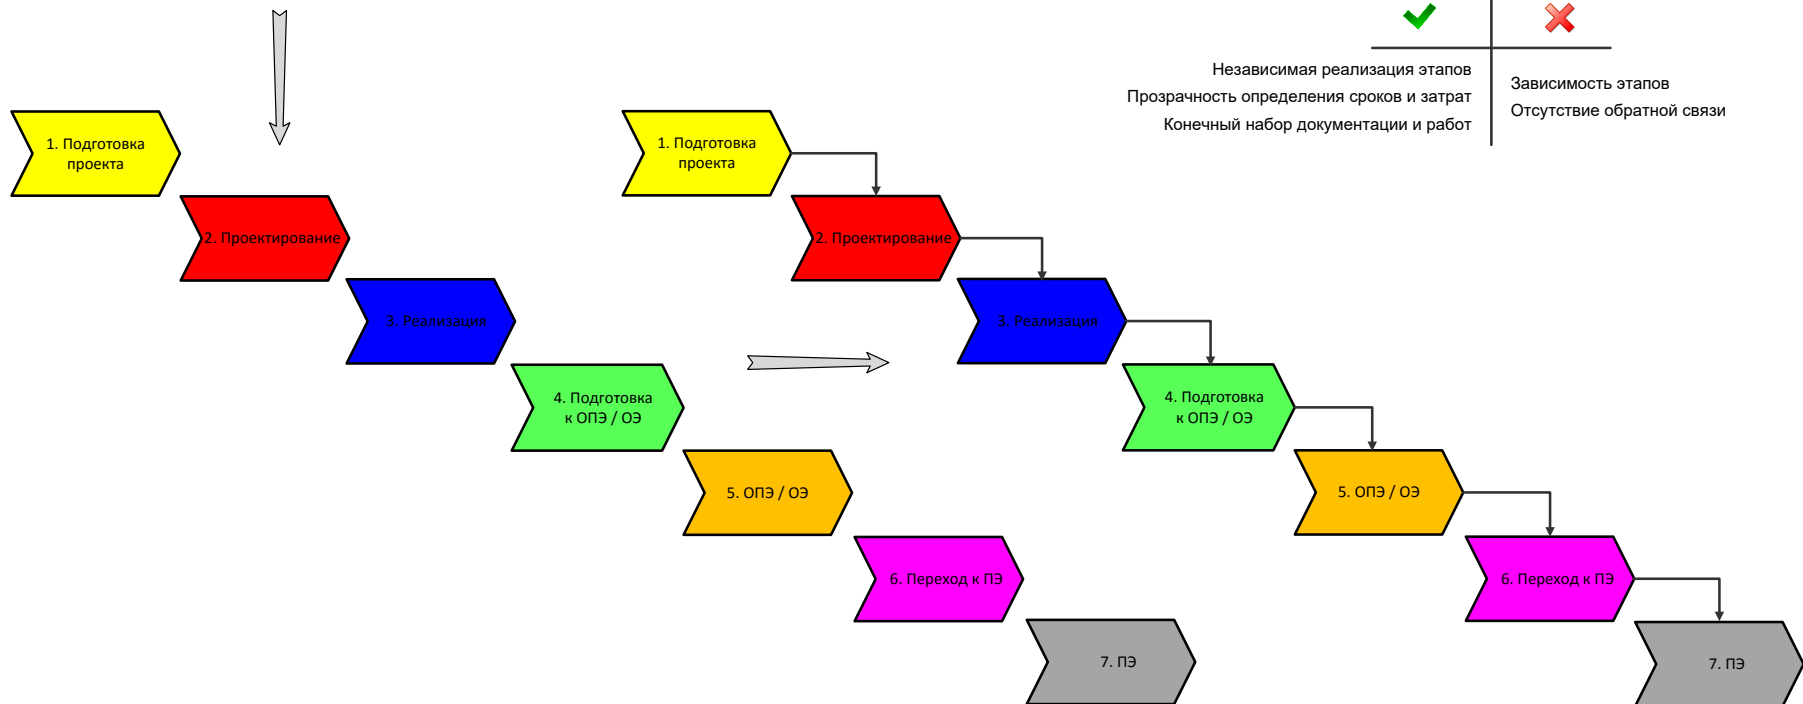 Независимая реализация этапов
Прозрачность определения сроков и затрат
Конечный набор документации и работ
Зависимость этапов
Отсутствие обратной связи
1. Подготовка
проекта
2. Проектирование
3. Реализация
4. Подготовка
к ОПЭ / ОЭ
5. ОПЭ / ОЭ
6. Переход к ПЭ
7. ПЭ
1. Подготовка
проекта
2. Проектирование
3. Реализация
4. Подготовка
к ОПЭ / ОЭ
5. ОПЭ / ОЭ
6. Переход к ПЭ
7. ПЭ